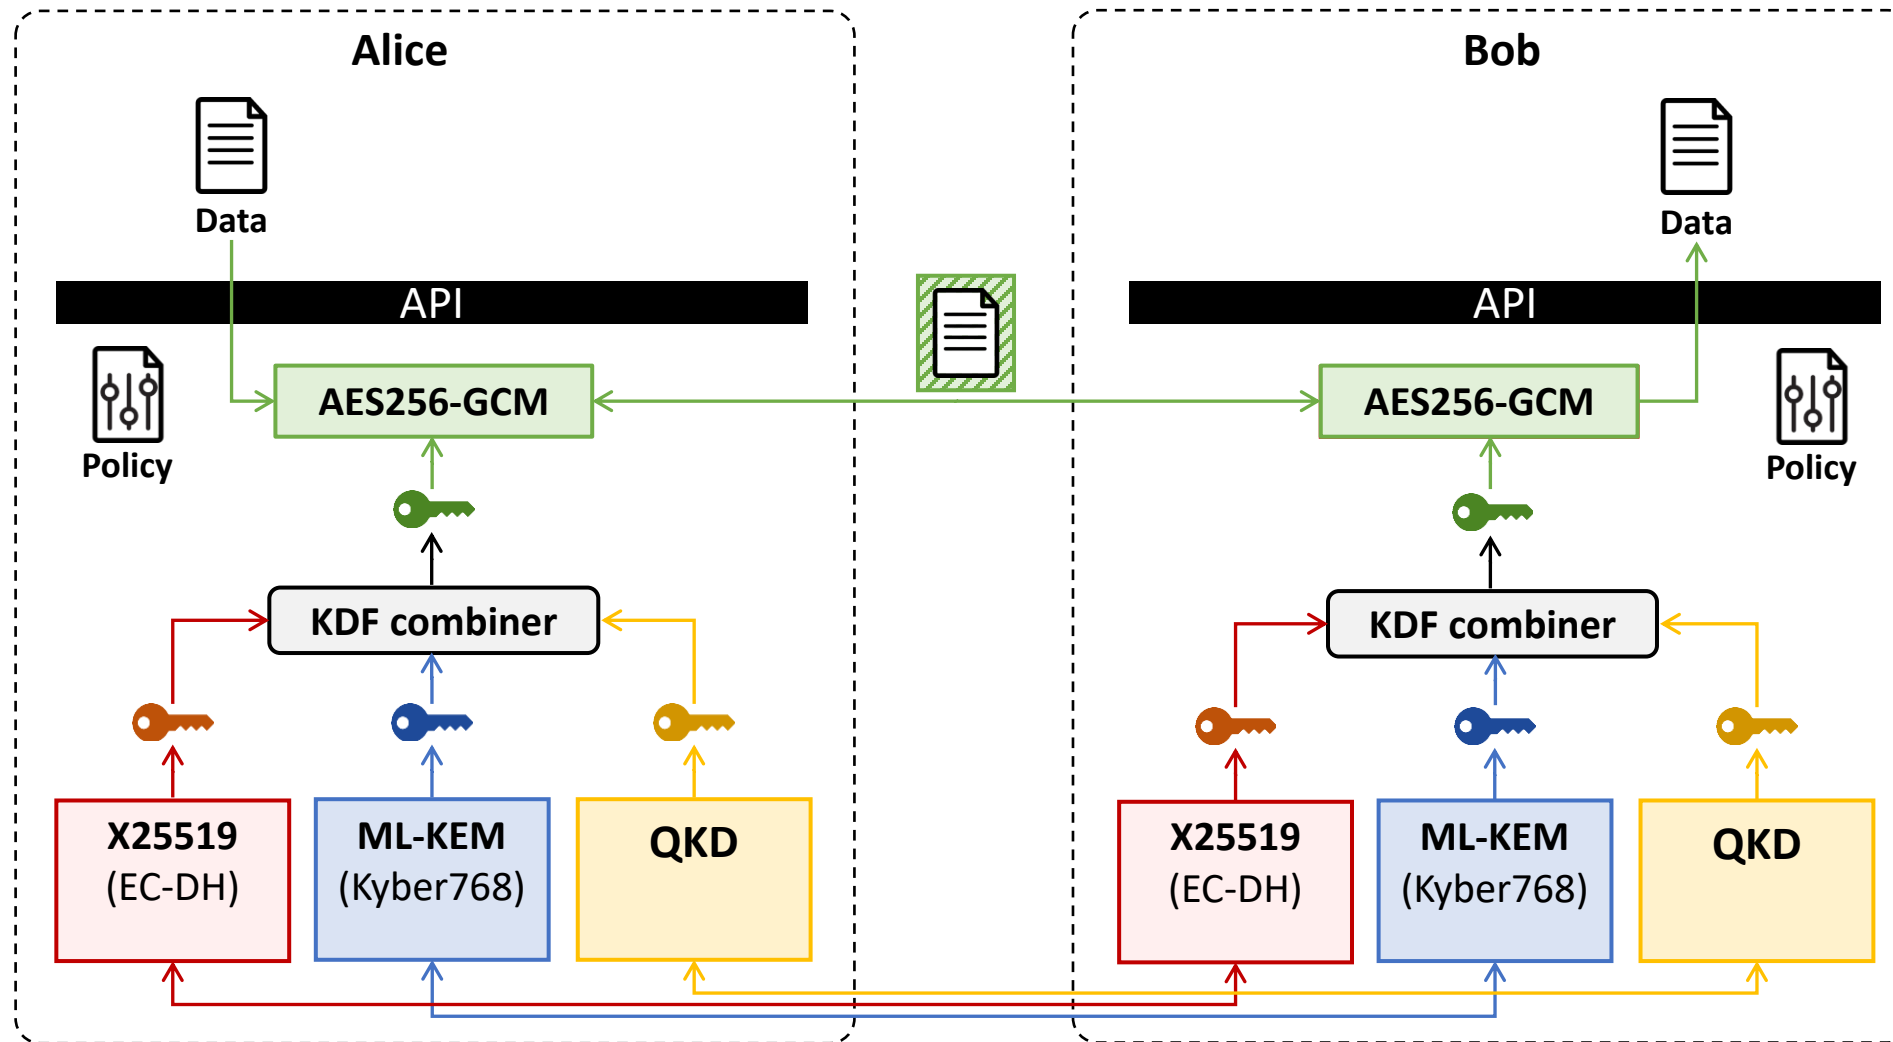 Alice
Data
API
Policy
AES256-GCM
KDF combiner
X25519
(EC-DH)
ML-KEM
(Kyber768)
QKD
Bob
Data
API
AES256-GCM
Policy
KDF combiner
X25519
(EC-DH)
ML-KEM
(Kyber768)
QKD